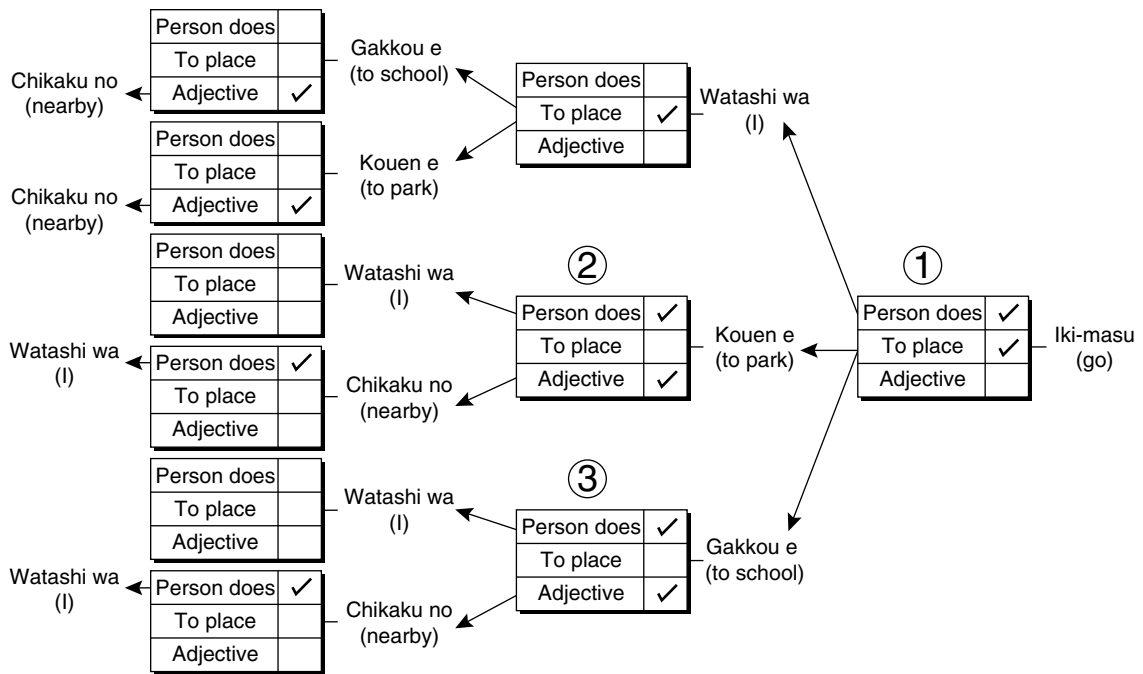 Chikaku no
(nearby)
Person does
To place
Adjective ✓
Gakkou e
(to school)
Chikaku no
(nearby)
Person does
To place
Adjective ✓
Kouen e
(to park)
Person does
To place ✓
Adjective
Watashi wa
(I)
Person does
To place
Adjective
Watashi wa
(I)
Watashi wa
(I)
Person does ✓
To place
Adjective
Chikaku no
(nearby)
②
Person does ✓
To place
Adjective ✓
Kouen e
(to park)
①
Person does ✓
To place ✓
Adjective
Iki-masu
(go)
Person does
To place
Adjective
Watashi wa
(I)
Watashi wa
(I)
Person does ✓
To place
Adjective
Chikaku no
(nearby)
③
Person does ✓
To place
Adjective ✓
Gakkou e
(to school)